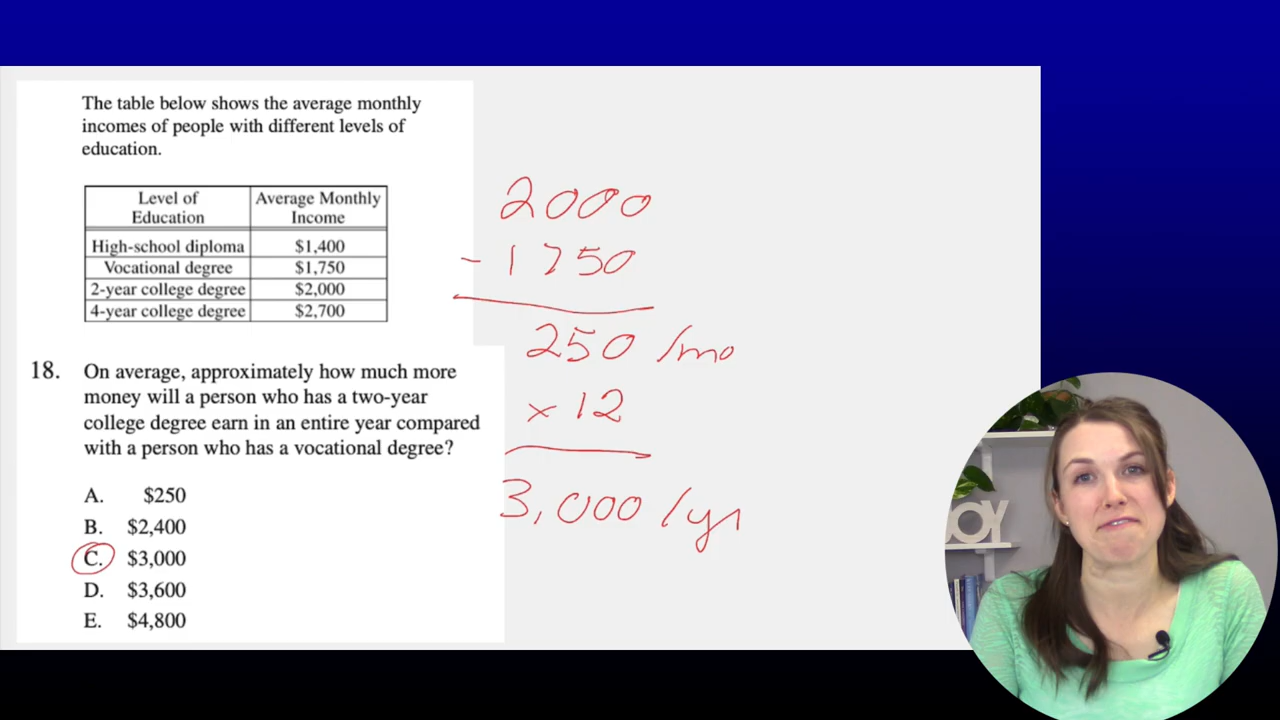 The table below shows the average monthly
incomes of people with different levels of
education.
Level of Education Average Monthly Income
High-school diploma $1,400
Vocational degree $1,750
2-year college degree $2,000
4-year college degree $2,700
18. On average, approximately how much more
money will a person who has a two-year
college degree earn in an entire year compared
with a person who has a vocational degree?
A. $250
B. $2,400
C. $3,000
D. $3,600
E. $4,800
2000
- 1750
250 /mo
x 12
3,000 /yr
OY